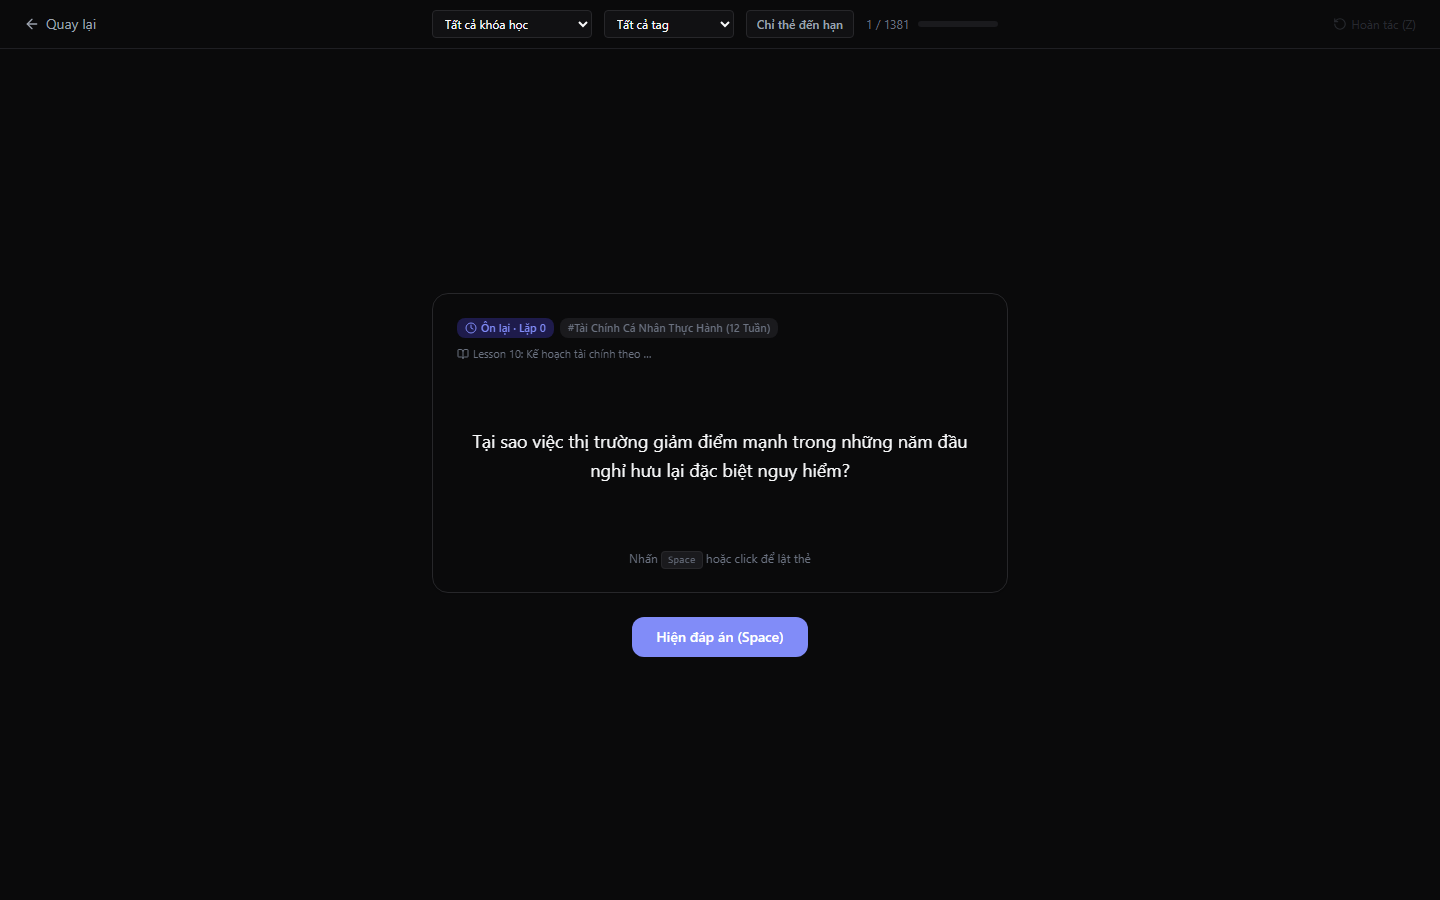 Quay lại
Tất cả khóa học
Tất cả tag
Chỉ thẻ đến hạn
1 / 1381
Hoàn tác (Z)
Ôn lại · Lặp 0
#Tài Chính Cá Nhân Thực Hành (12 Tuần)
Lesson 10: Kế hoạch tài chính theo ...
Tại sao việc thị trường giảm điểm mạnh trong những năm đầu
nghỉ hưu lại đặc biệt nguy hiểm?
Nhấn Space hoặc click để lật thẻ
Hiện đáp án (Space)